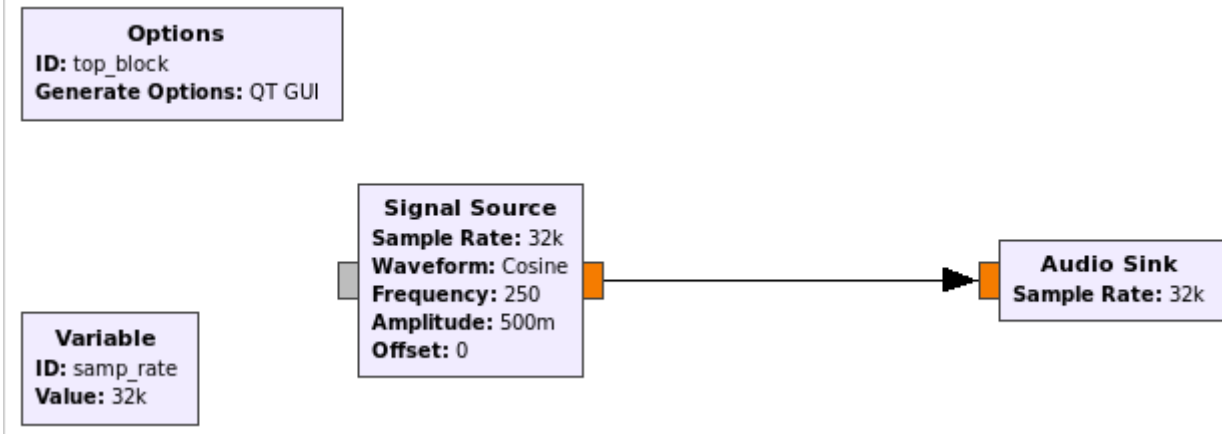 Options
ID: top_block
Generate Options: QT GUI
Signal Source
Sample Rate: 32k
Waveform: Cosine
Frequency: 250
Amplitude: 500m
Offset: 0
Audio Sink
Sample Rate: 32k
Variable
ID: samp_rate
Value: 32k